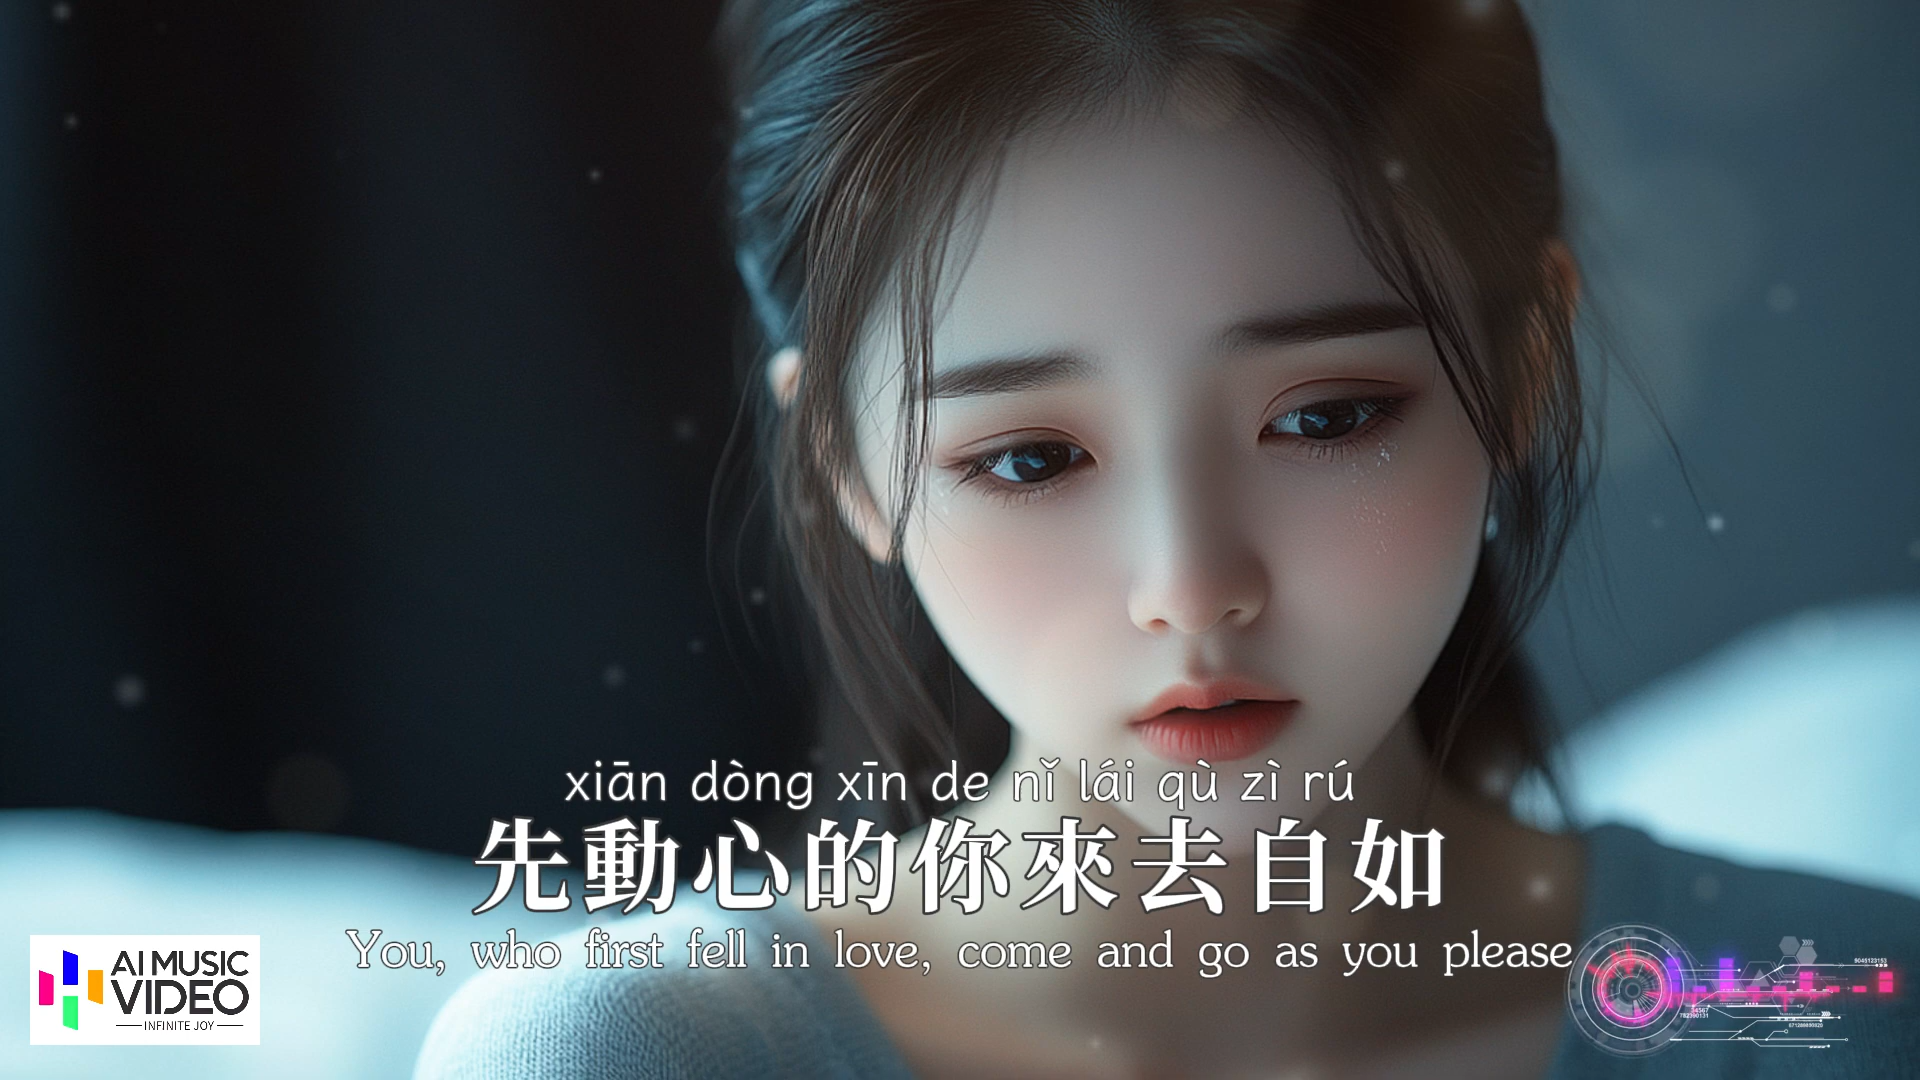 xiān dòng xīn de nǐ lái qù zì rú
先動心的你來去自如
You, who first fell in love, come and go as you please
AI MUSIC
VIDEO
INFINITE JOY
9045123153